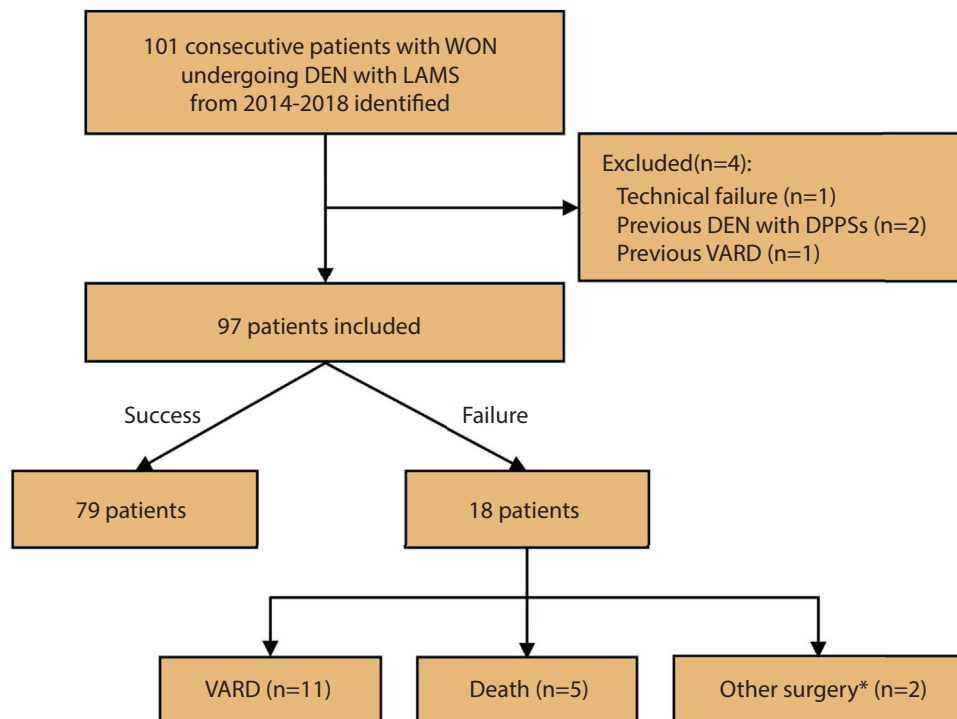 101 consecutive patients with WON
undergoing DEN with LAMS
from 2014-2018 identified
Excluded(n=4):
Technical failure (n=1)
Previous DEN with DPPSs (n=2)
Previous VARD (n=1)
97 patients included
Success
Failure
79 patients
18 patients
VARD (n=11)
Death (n=5)
Other surgery* (n=2)